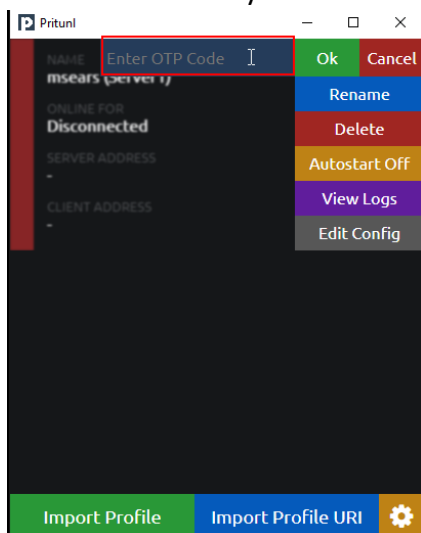 Pritunl
NAME Enter OTP Code Ok Cancel
msears (Server1)
Rename
ONLINE FOR
Disconnected
Delete
SERVER ADDRESS
-
Autostart Off
CLIENT ADDRESS
-
View Logs
Edit Config
Import Profile Import Profile URI